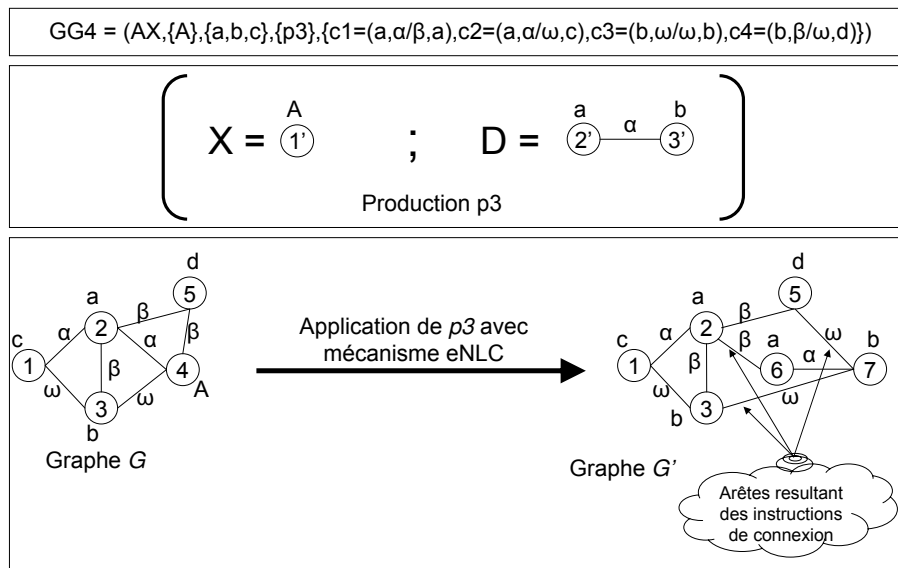 GG4 = (AX,{A},{a,b,c},{p3},{c1=(a,α/β,a),c2=(a,α/ω,c),c3=(b,ω/ω,b),c4=(b,β/ω,d)})
A
X =
1'
;
D =
a
2'
α
b
3'
Production p3
d
5
a
2
β
β
c
1
α
α
4
A
β
ω
ω
3
b
Graphe G
Application de p3 avec
mécanisme eNLC
d
5
a
2
β
ω
c
1
α
β
a
6
α
b
7
β
ω
3
b
ω
Graphe G'
Arêtes resultant
des instructions
de connexion